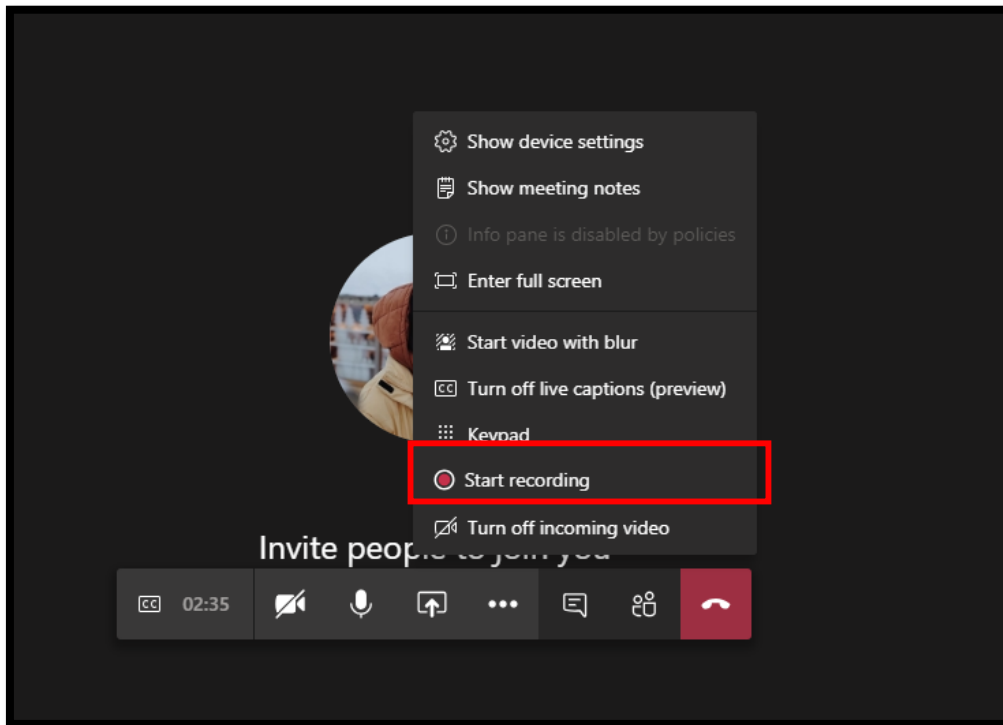 Show device settings
Show meeting notes
Info pane is disabled by policies
Enter full screen
Start video with blur
CC Turn off live captions (preview)
Keypad
Start recording
Turn off incoming video
Invite people to join you
CC 02:35